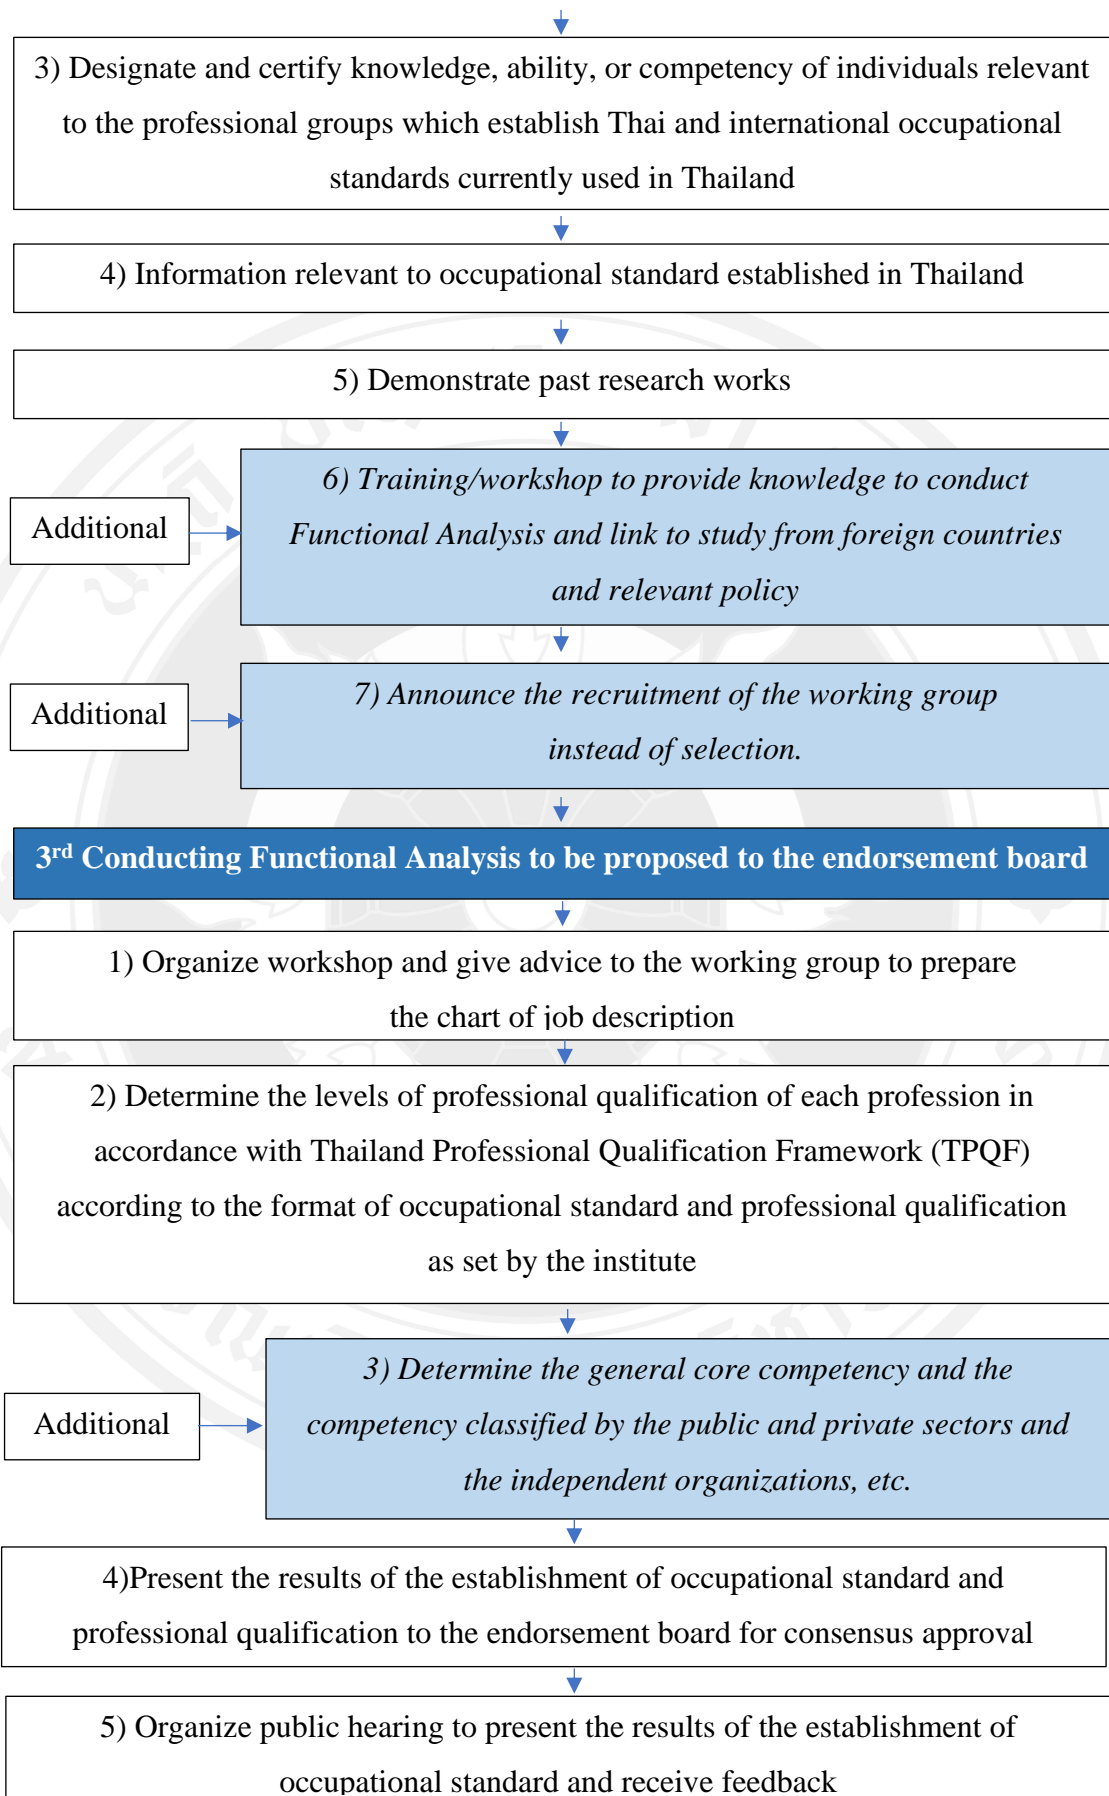 3) Designate and certify knowledge, ability, or competency of individuals relevant
to the professional groups which establish Thai and international occupational
standards currently used in Thailand
4) Information relevant to occupational standard established in Thailand
5) Demonstrate past research works
Additional
6) Training/workshop to provide knowledge to conduct
Functional Analysis and link to study from foreign countries
and relevant policy
Additional
7) Announce the recruitment of the working group
instead of selection.
3rd Conducting Functional Analysis to be proposed to the endorsement board
1) Organize workshop and give advice to the working group to prepare
the chart of job description
2) Determine the levels of professional qualification of each profession in
accordance with Thailand Professional Qualification Framework (TPQF)
according to the format of occupational standard and professional qualification
as set by the institute
Additional
3) Determine the general core competency and the
competency classified by the public and private sectors and
the independent organizations, etc.
4)Present the results of the establishment of occupational standard and
professional qualification to the endorsement board for consensus approval
5) Organize public hearing to present the results of the establishment of
occupational standard and receive feedback